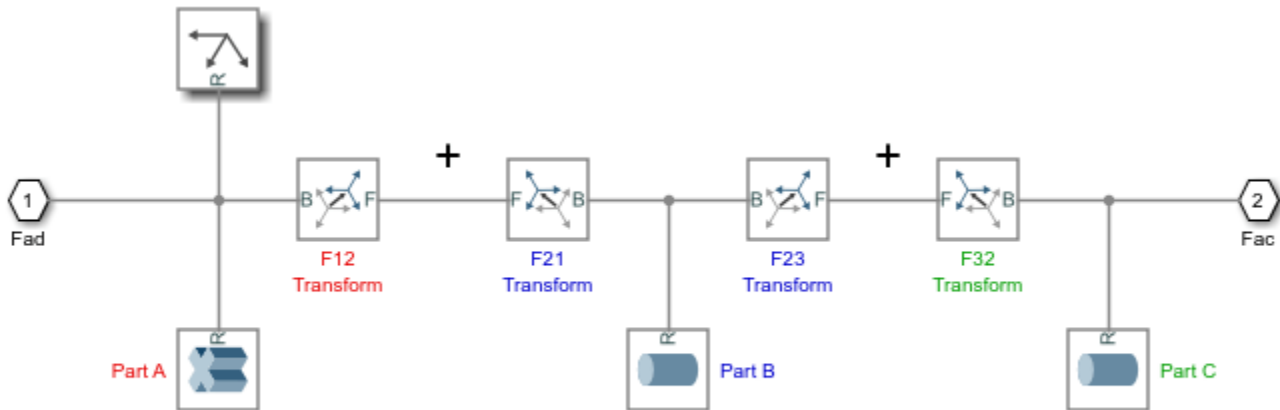 R
1
Fad
B F
F12
Transform
+
F B
F21
Transform
B F
F23
Transform
+
F B
F32
Transform
2
Fac
R
Part A
R
Part B
R
Part C